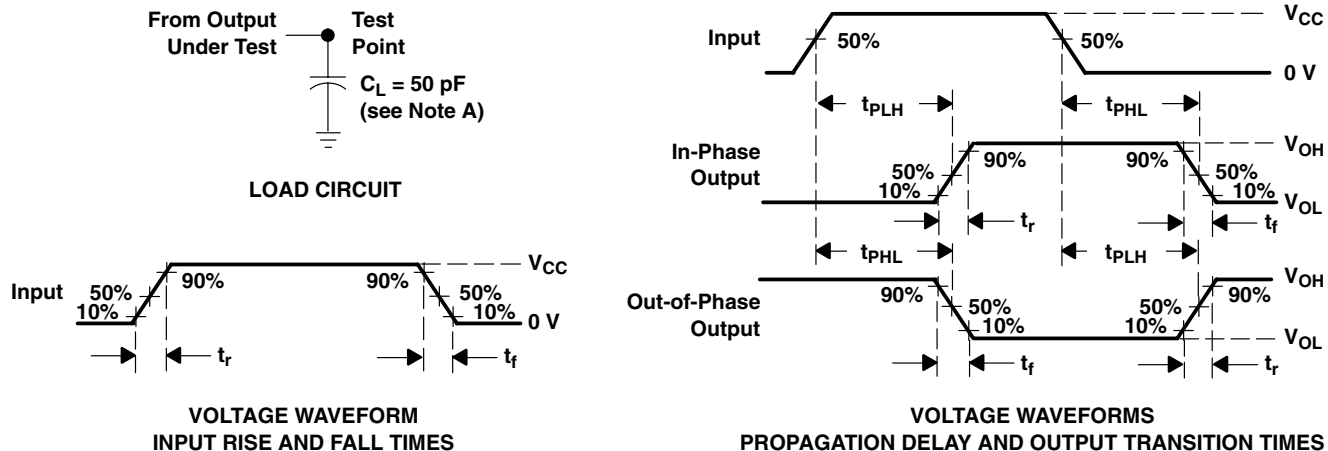 From Output
Under Test
Test
Point
C_L = 50 pF
(see Note A)
LOAD CIRCUIT
Input
50%
10%
90%
90%
50%
10%
V_CC
0 V
t_r
t_f
VOLTAGE WAVEFORM
INPUT RISE AND FALL TIMES
Input
50%
50%
V_CC
0 V
t_PLH
t_PHL
In-Phase
Output
50%
10%
90%
90%
50%
10%
V_OH
V_OL
t_r
t_f
t_PHL
t_PLH
Out-of-Phase
Output
90%
50%
10%
50%
10%
90%
V_OH
V_OL
t_f
t_r
VOLTAGE WAVEFORMS
PROPAGATION DELAY AND OUTPUT TRANSITION TIMES